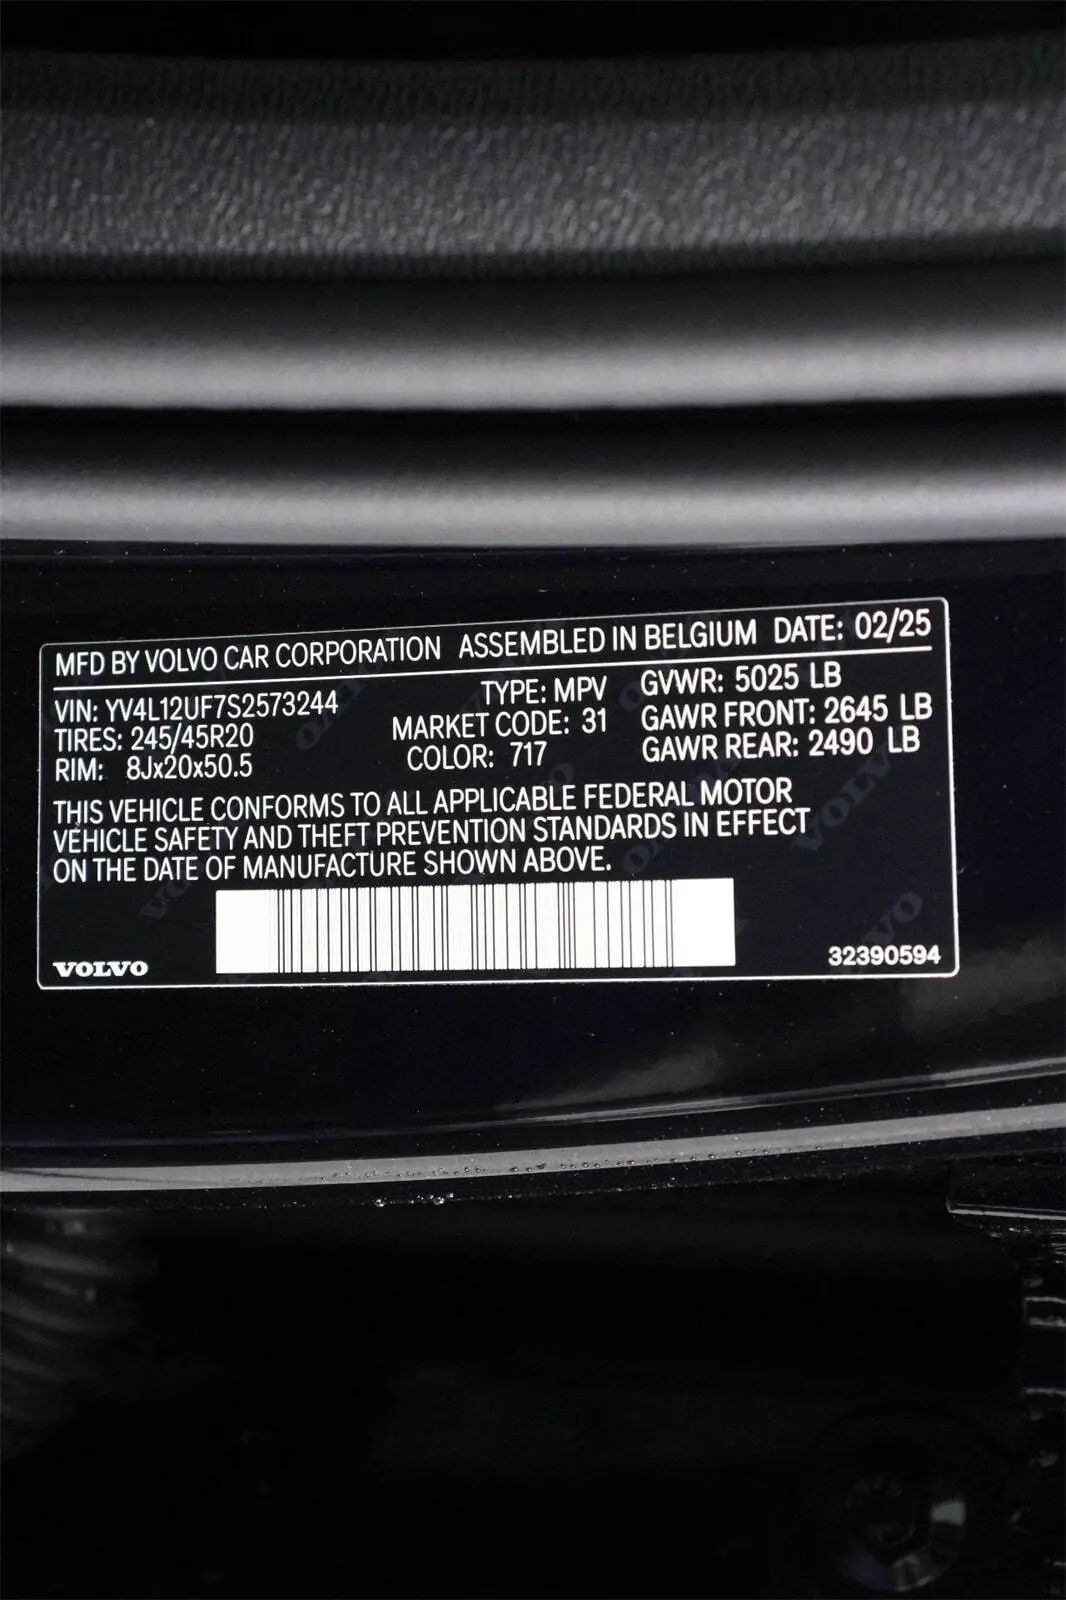 MFD BY VOLVO CAR CORPORATION ASSEMBLED IN BELGIUM DATE: 02/25
VIN: YV4L12UF7S2573244 TYPE: MPV GVWR: 5025 LB
TIRES: 245/45R20 MARKET CODE: 31 GAWR FRONT: 2645 LB
RIM: 8Jx20x50.5 COLOR: 717 GAWR REAR: 2490 LB
THIS VEHICLE CONFORMS TO ALL APPLICABLE FEDERAL MOTOR
VEHICLE SAFETY AND THEFT PREVENTION STANDARDS IN EFFECT
ON THE DATE OF MANUFACTURE SHOWN ABOVE.
VOLVO 32390594